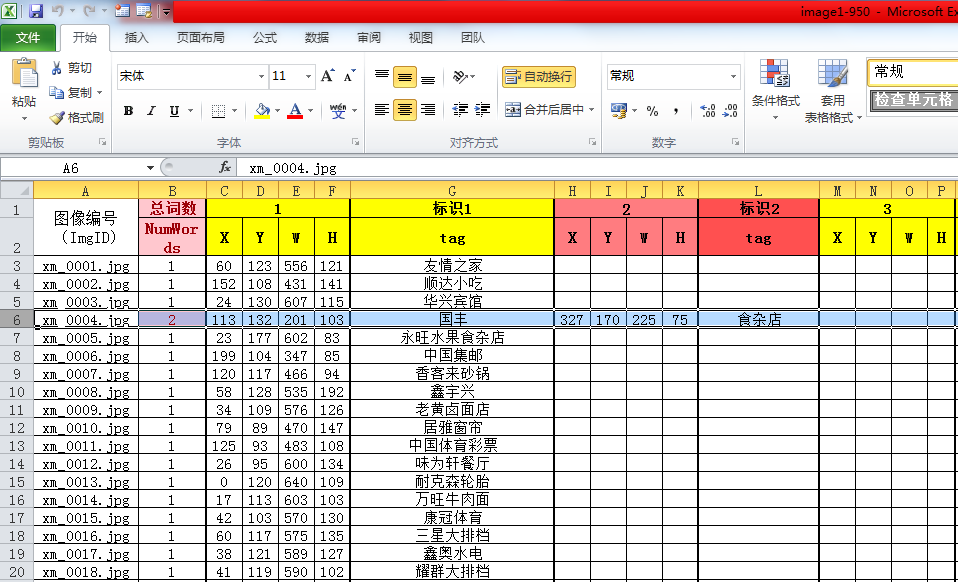 image1-950 - Microsoft Ex
文件 开始 插入 页面布局 公式 数据 审阅 视图 团队
剪切 宋体 11 自动换行 常规 常规
粘贴 复制 B I U A 合并后居中 % 条件格式 套用 检查单元格
格式刷 表格格式
剪贴板 字体 对齐方式 数字
A6 fx xm_0004.jpg
A B C D E F G H I J K L M N O P
1 图像编号 总词数 1 标识1 2 标识2 3
2 (ImgID) NumWords X Y W H tag X Y W H tag X Y W H
3 xm_0001.jpg 1 60 123 556 121 友情之家
4 xm_0002.jpg 1 152 108 431 141 顺达小吃
5 xm_0003.jpg 1 24 130 607 115 华兴宾馆
6 xm_0004.jpg 2 113 132 201 103 国丰 327 170 225 75 食杂店
7 xm_0005.jpg 1 23 177 602 83 永旺水果食杂店
8 xm_0006.jpg 1 199 104 347 85 中国集邮
9 xm_0007.jpg 1 120 117 466 94 香客来砂锅
10 xm_0008.jpg 1 58 128 535 192 鑫宇兴
11 xm_0009.jpg 1 34 109 576 126 老黄卤面店
12 xm_0010.jpg 1 79 89 470 147 居雅窗帘
13 xm_0011.jpg 1 125 93 483 108 中国体育彩票
14 xm_0012.jpg 1 26 95 600 134 味为轩餐厅
15 xm_0013.jpg 1 0 120 640 109 耐克森轮胎
16 xm_0014.jpg 1 17 113 603 103 万旺牛肉面
17 xm_0015.jpg 1 42 103 570 130 康冠体育
18 xm_0016.jpg 1 60 117 575 135 三星大排档
19 xm_0017.jpg 1 38 121 589 127 鑫奥水电
20 xm_0018.jpg 1 41 119 590 102 耀群大排档